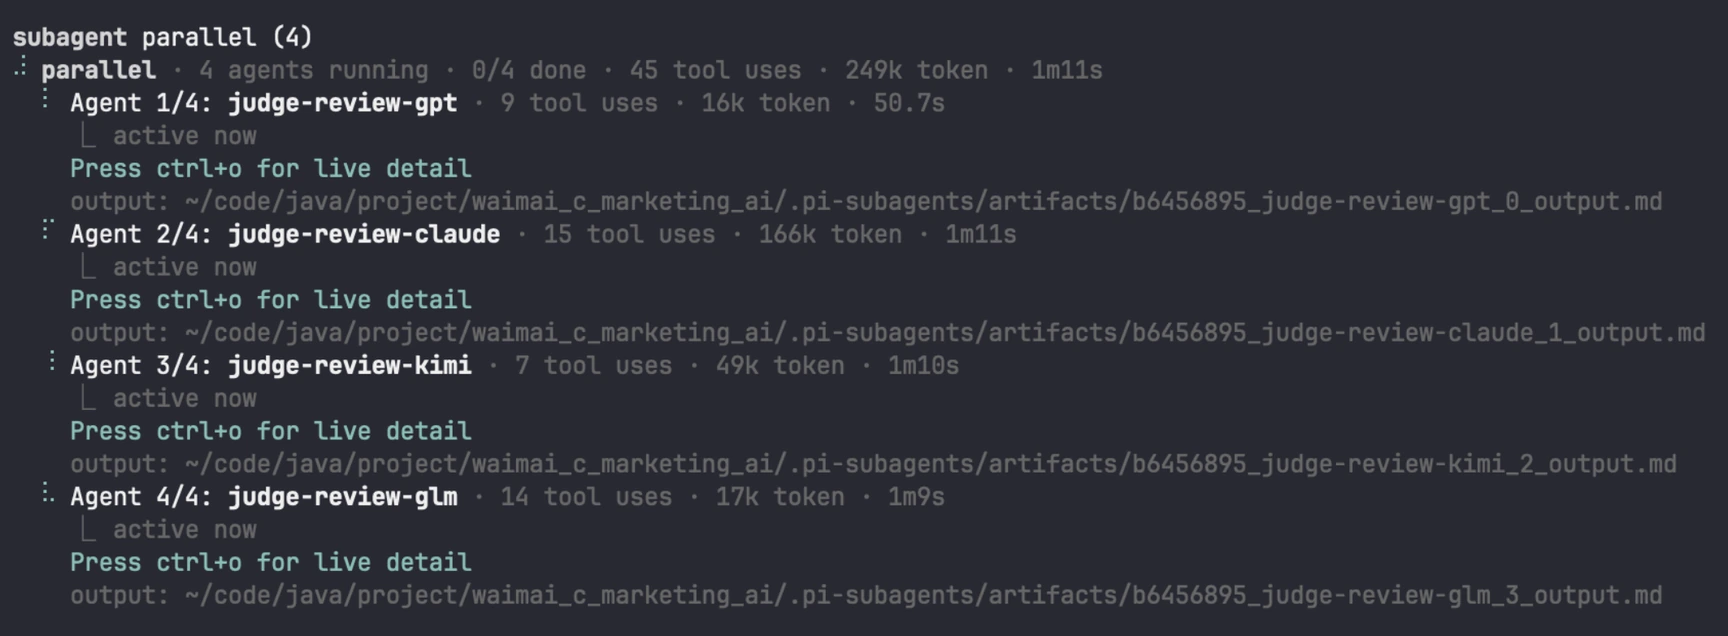 subagent parallel (4)
parallel · 4 agents running · 0/4 done · 45 tool uses · 249k token · 1m11s
Agent 1/4: judge-review-gpt · 9 tool uses · 16k token · 50.7s
⎿ active now
Press ctrl+o for live detail
output: ~/code/java/project/waimai_c_marketing_ai/.pi-subagents/artifacts/b6456895_judge-review-gpt_0_output.md
Agent 2/4: judge-review-claude · 15 tool uses · 166k token · 1m11s
⎿ active now
Press ctrl+o for live detail
output: ~/code/java/project/waimai_c_marketing_ai/.pi-subagents/artifacts/b6456895_judge-review-claude_1_output.md
Agent 3/4: judge-review-kimi · 7 tool uses · 49k token · 1m10s
⎿ active now
Press ctrl+o for live detail
output: ~/code/java/project/waimai_c_marketing_ai/.pi-subagents/artifacts/b6456895_judge-review-kimi_2_output.md
Agent 4/4: judge-review-glm · 14 tool uses · 17k token · 1m9s
⎿ active now
Press ctrl+o for live detail
output: ~/code/java/project/waimai_c_marketing_ai/.pi-subagents/artifacts/b6456895_judge-review-glm_3_output.md